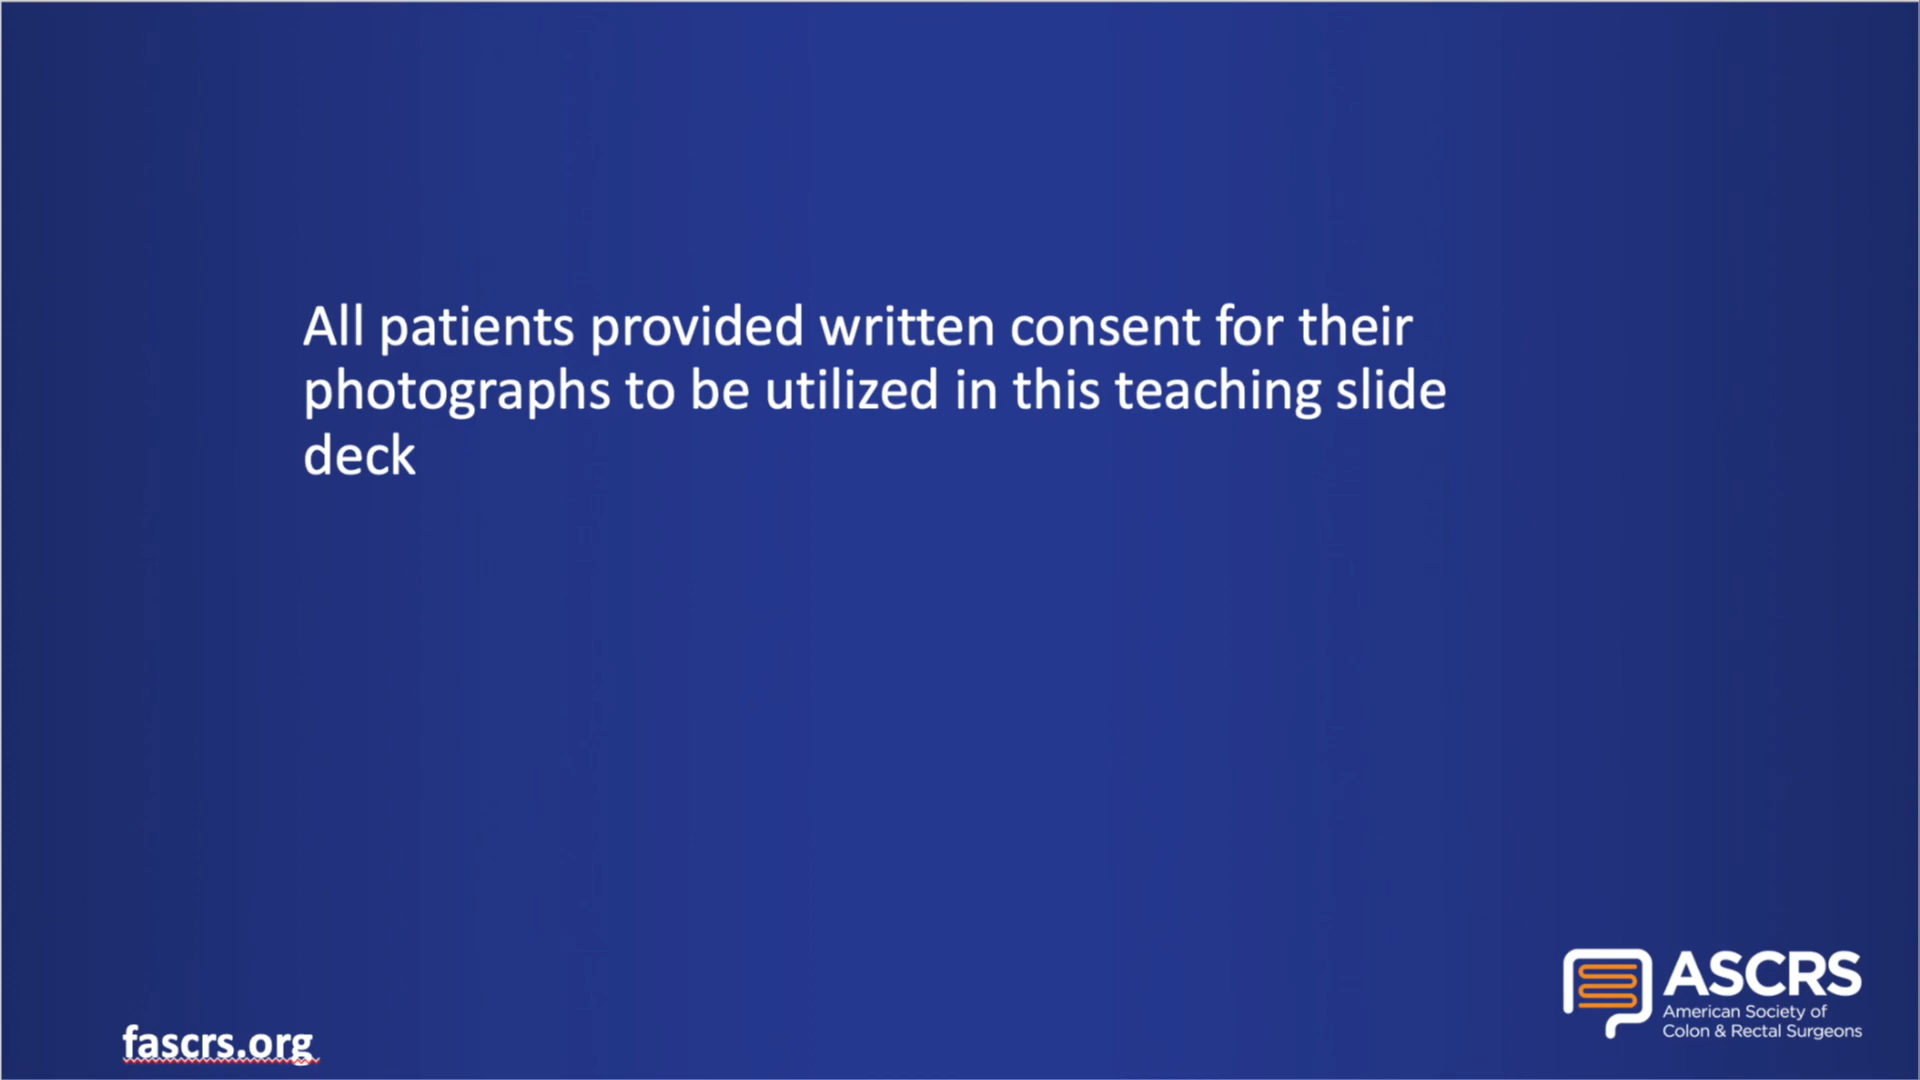 All patients provided written consent for their
photographs to be utilized in this teaching slide
deck
fascrs.org
ASCRS
American Society of
Colon & Rectal Surgeons